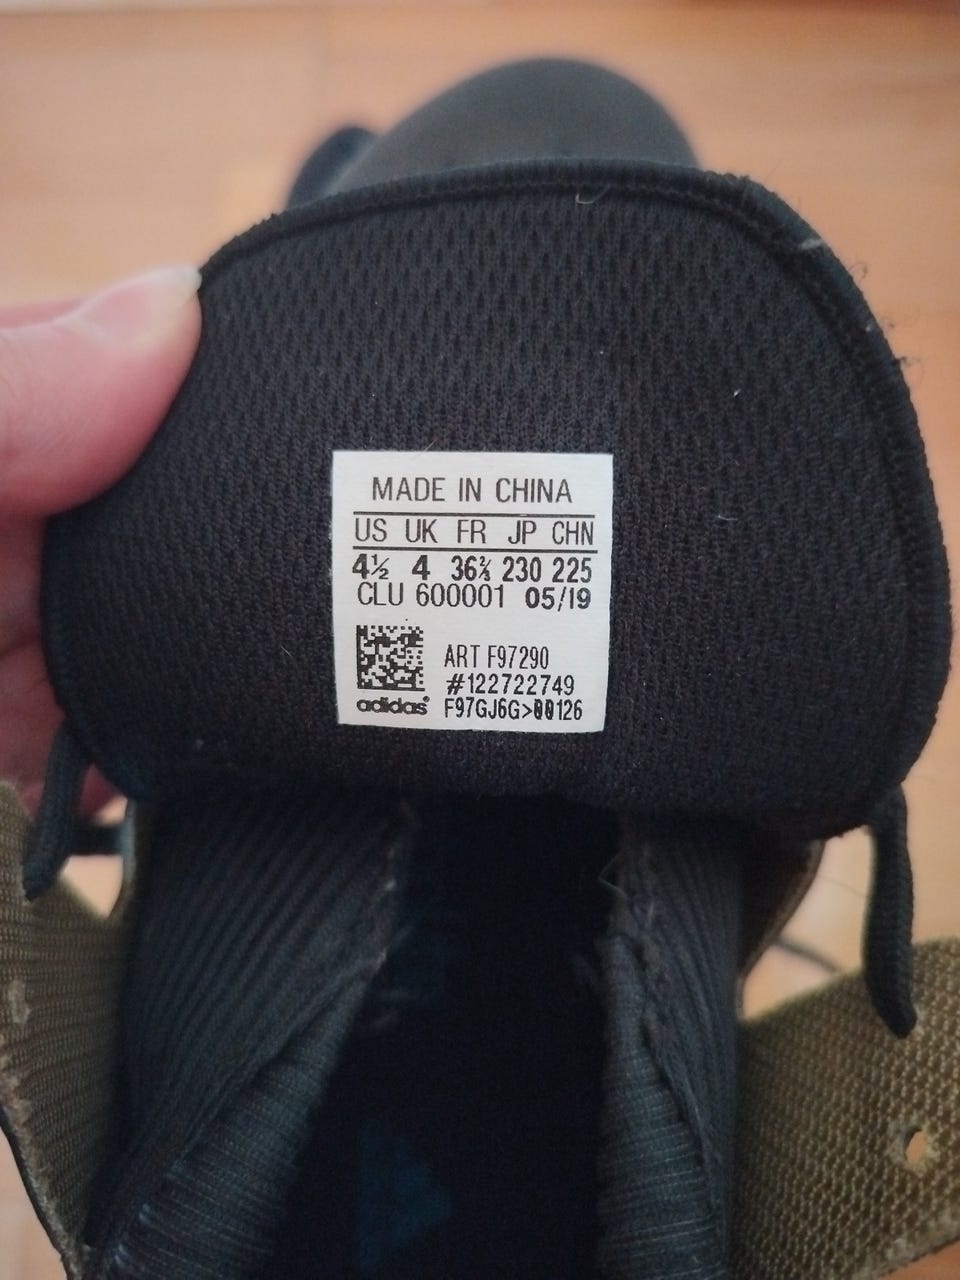 MADE IN CHINA
US UK FR JP CHN
4½ 4 36⅔ 230 225
CLU 600001 05/19
ART F97290
#122722749
adidas® F97GJ6G>00126